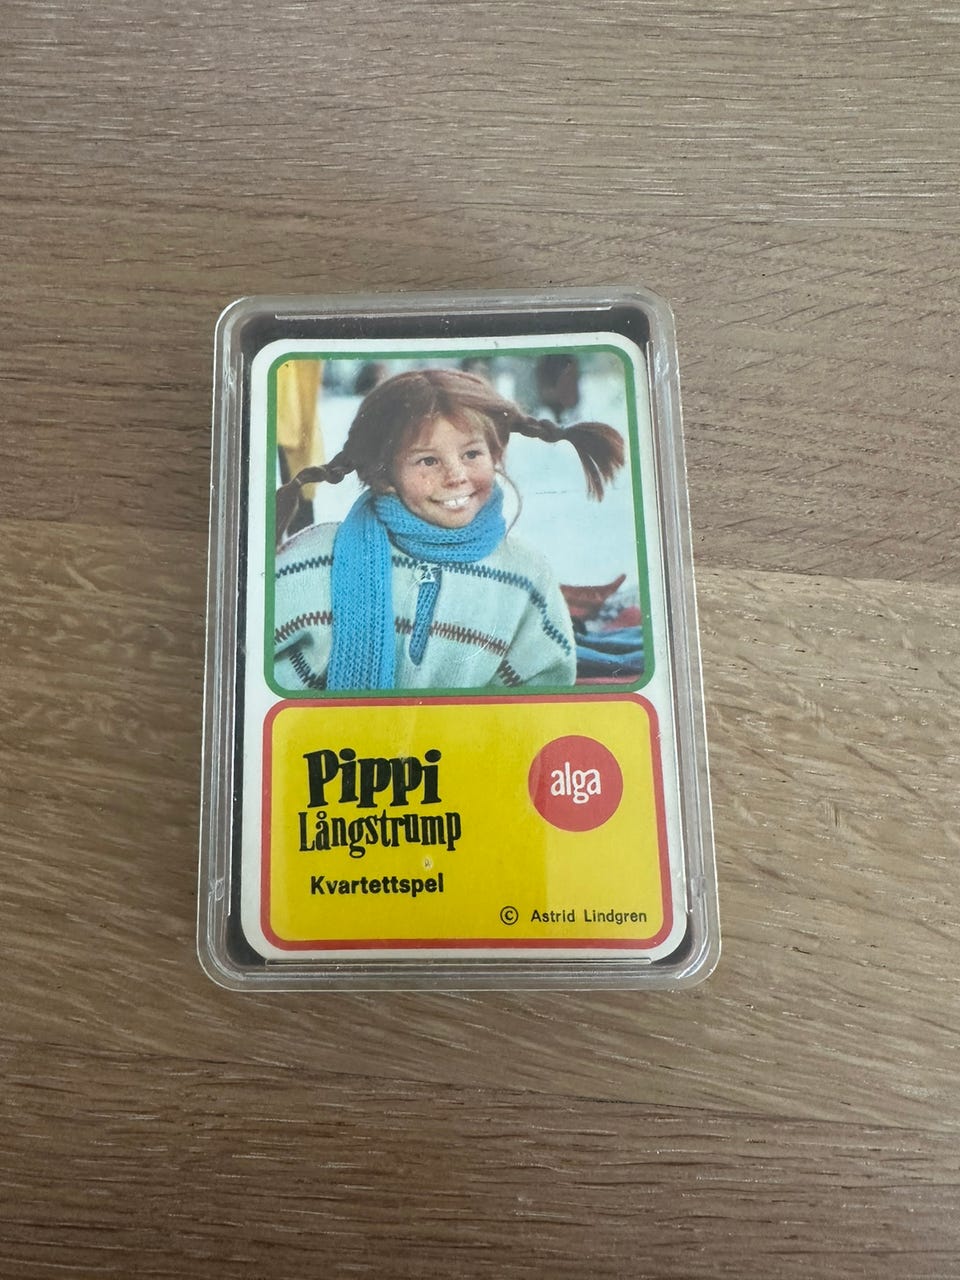 Pippi
Långstrump
alga
Kvartettspel
© Astrid Lindgren